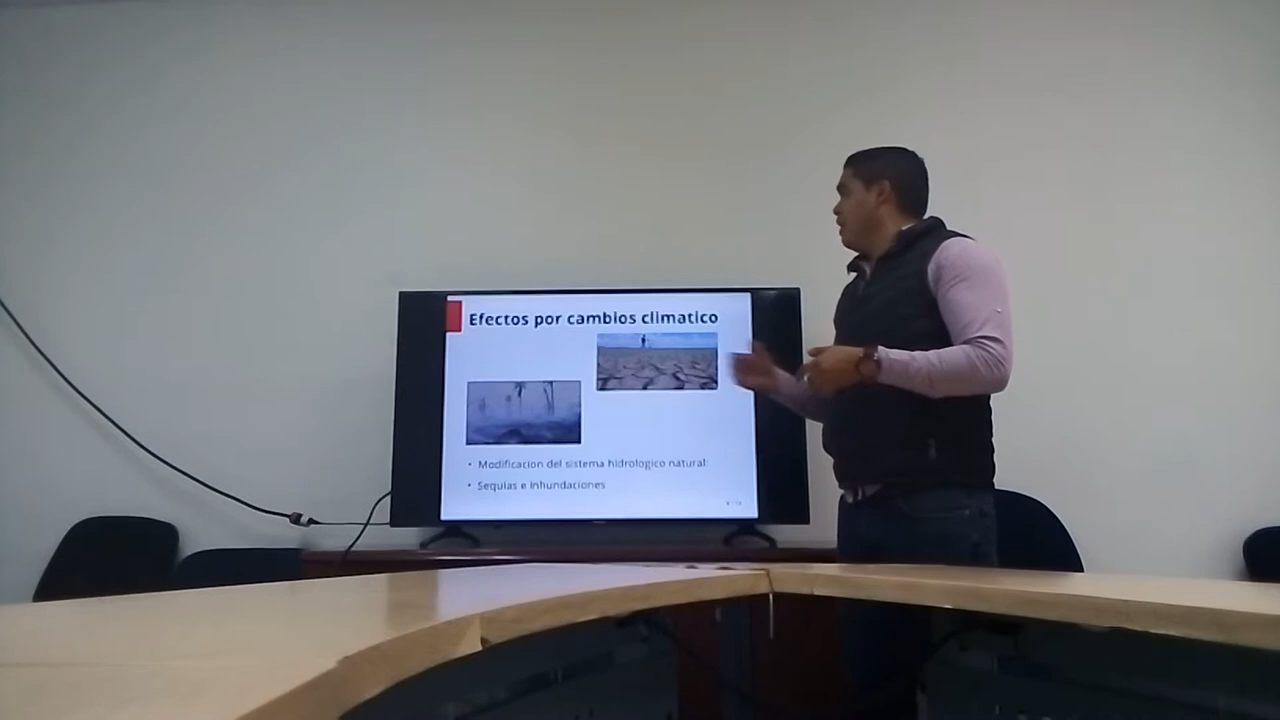 Efectos por cambios climatico
• Modificacion del sistema hidrologico natural:
• Sequias e Inhundaciones